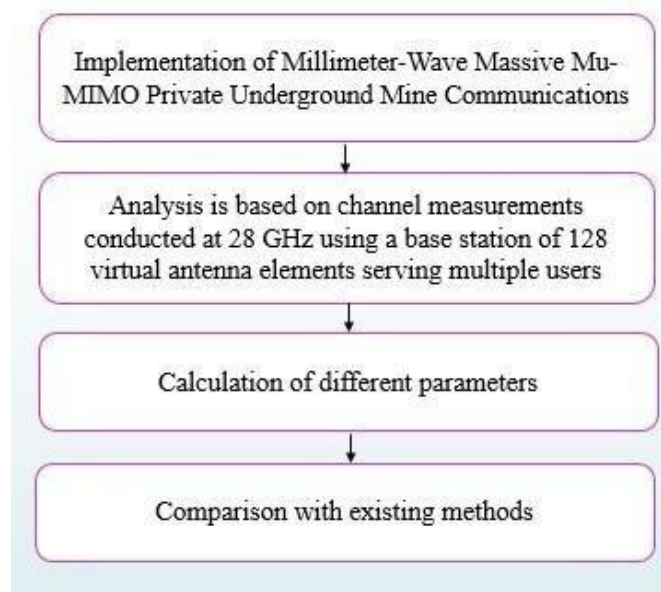 Implementation of Millimeter-Wave Massive Mu-
MIMO Private Underground Mine Communications
Analysis is based on channel measurements
conducted at 28 GHz using a base station of 128
virtual antenna elements serving multiple users
Calculation of different parameters
Comparison with existing methods